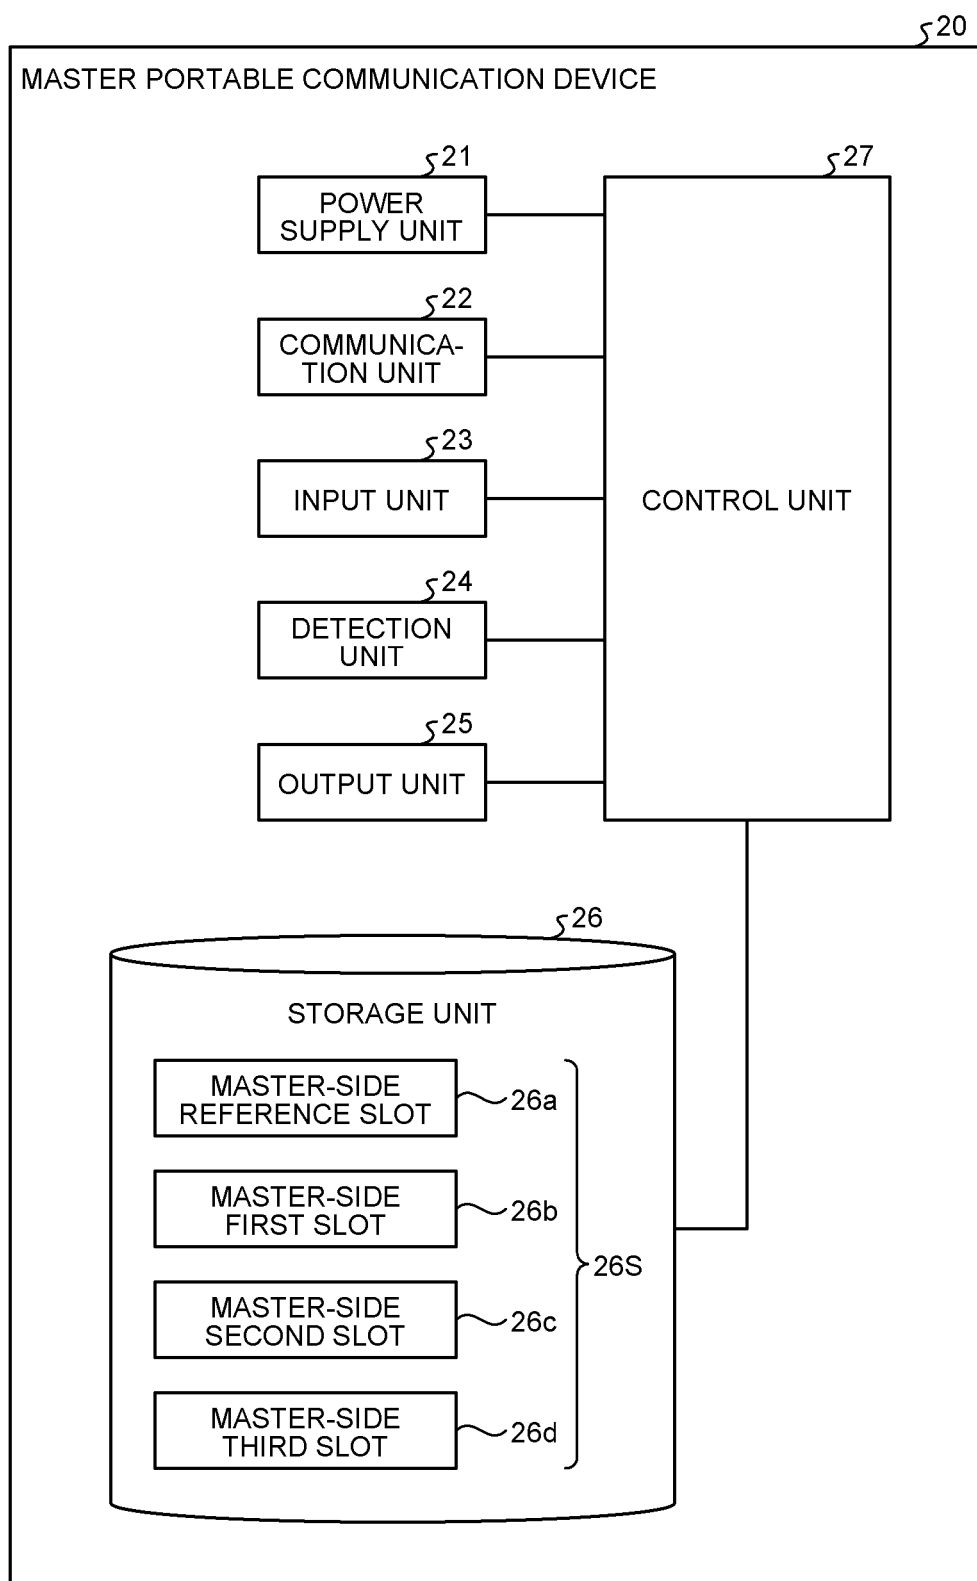 20
MASTER PORTABLE COMMUNICATION DEVICE
21
POWER
SUPPLY UNIT
27
CONTROL UNIT
22
COMMUNICA-
TION UNIT
23
INPUT UNIT
24
DETECTION
UNIT
25
OUTPUT UNIT
26
STORAGE UNIT
MASTER-SIDE
REFERENCE SLOT
26a
MASTER-SIDE
FIRST SLOT
26b
26S
MASTER-SIDE
SECOND SLOT
26c
MASTER-SIDE
THIRD SLOT
26d